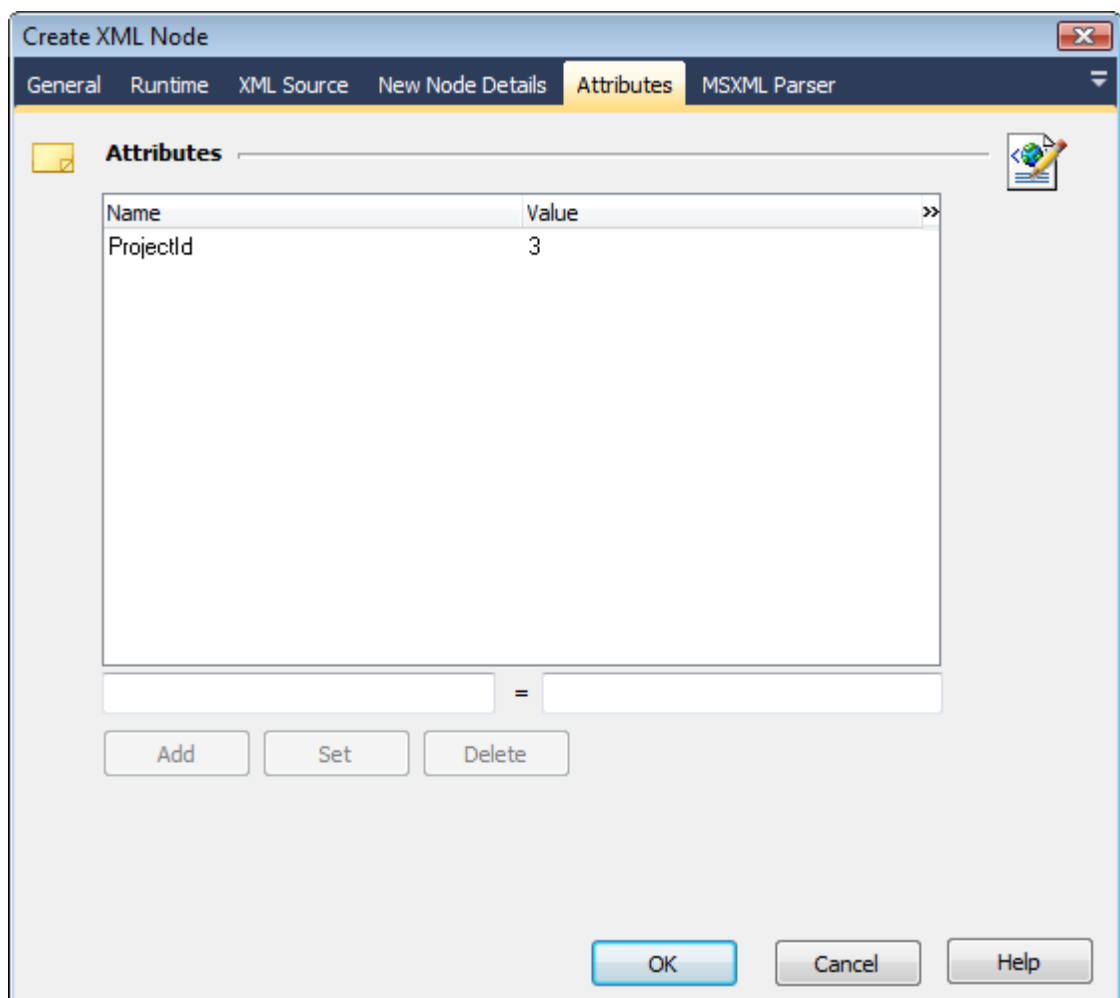 Create XML Node
General Runtime XML Source New Node Details Attributes MSXML Parser
Attributes
Name Value »
ProjectId 3
=
Add Set Delete
OK Cancel Help